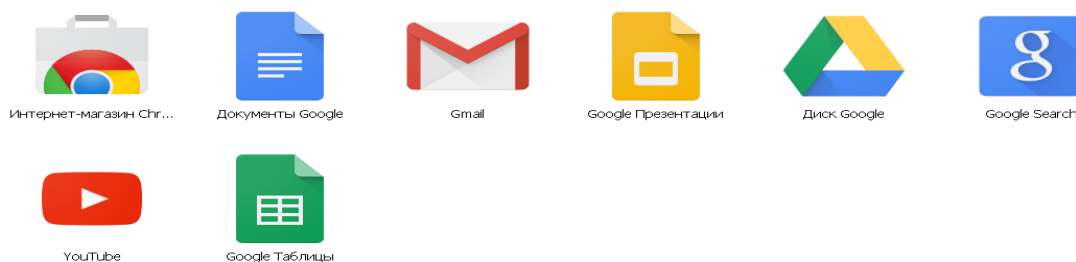 Интернет-магазин Chr...
Документы Google
Gmail
Google Презентации
Диск Google
g
Google Search
YouTube
Google Таблицы